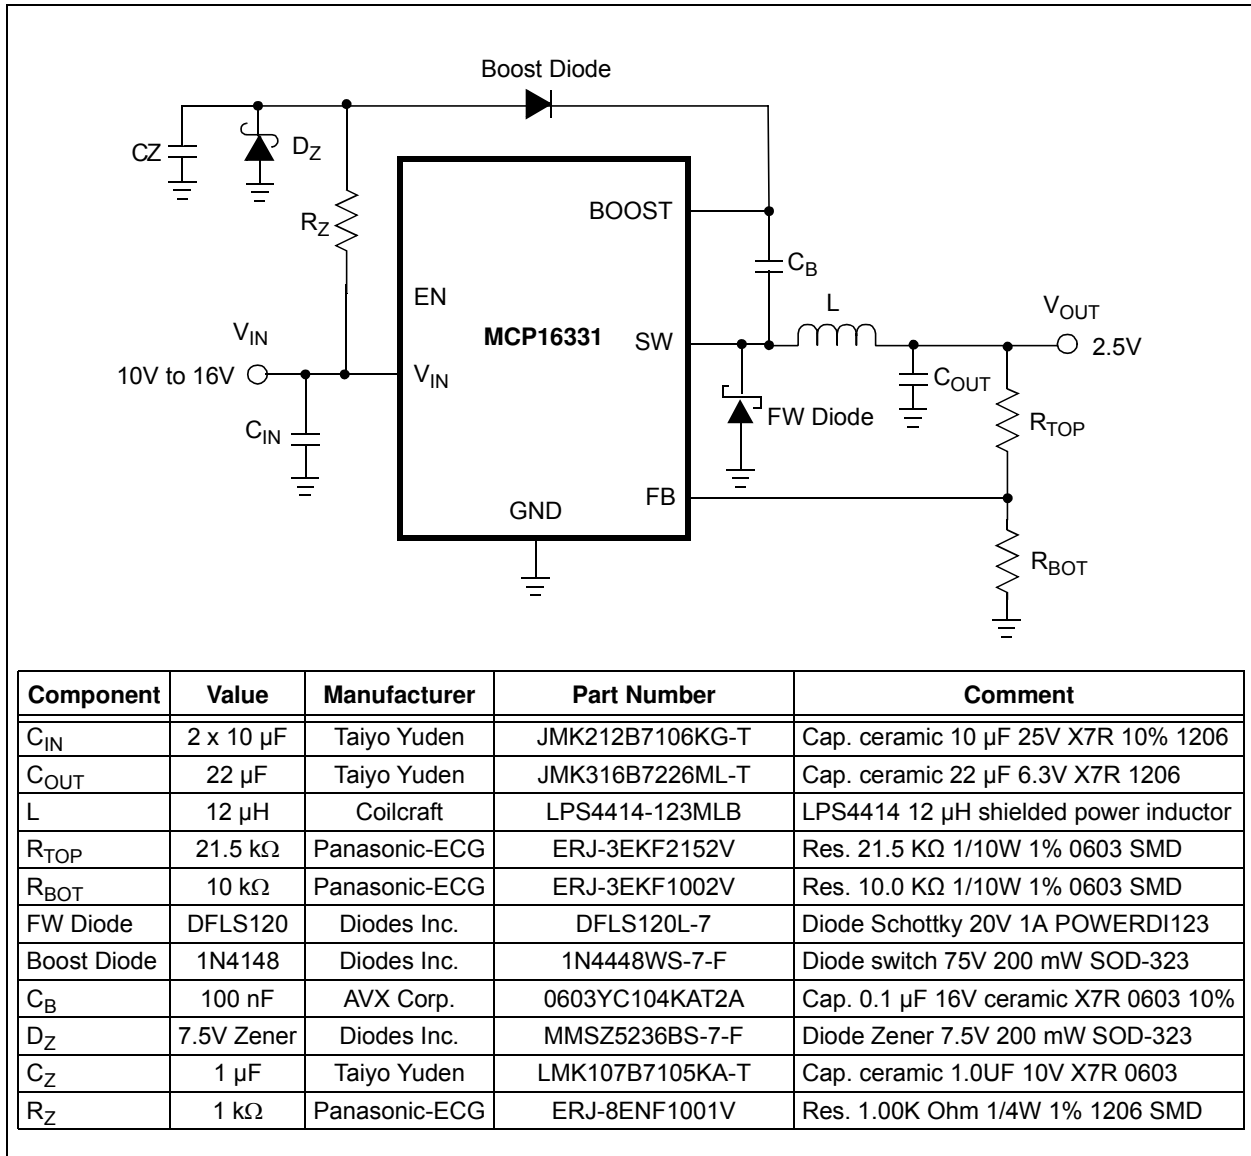 Boost Diode
CZ
DZ
RZ
BOOST
CB
EN
MCP16331
SW
L
VOUT
2.5V
VIN
10V to 16V
VIN
CIN
COUT
FW Diode
RTOP
FB
GND
RBOT
Component Value Manufacturer Part Number Comment
CIN 2 x 10 µF Taiyo Yuden JMK212B7106KG-T Cap. ceramic 10 µF 25V X7R 10% 1206
COUT 22 µF Taiyo Yuden JMK316B7226ML-T Cap. ceramic 22 µF 6.3V X7R 1206
L 12 µH Coilcraft LPS4414-123MLB LPS4414 12 µH shielded power inductor
RTOP 21.5 kΩ Panasonic-ECG ERJ-3EKF2152V Res. 21.5 KΩ 1/10W 1% 0603 SMD
RBOT 10 kΩ Panasonic-ECG ERJ-3EKF1002V Res. 10.0 KΩ 1/10W 1% 0603 SMD
FW Diode DFLS120 Diodes Inc. DFLS120L-7 Diode Schottky 20V 1A POWERDI123
Boost Diode 1N4148 Diodes Inc. 1N4448WS-7-F Diode switch 75V 200 mW SOD-323
CB 100 nF AVX Corp. 0603YC104KAT2A Cap. 0.1 µF 16V ceramic X7R 0603 10%
DZ 7.5V Zener Diodes Inc. MMSZ5236BS-7-F Diode Zener 7.5V 200 mW SOD-323
CZ 1 µF Taiyo Yuden LMK107B7105KA-T Cap. ceramic 1.0UF 10V X7R 0603
RZ 1 kΩ Panasonic-ECG ERJ-8ENF1001V Res. 1.00K Ohm 1/4W 1% 1206 SMD